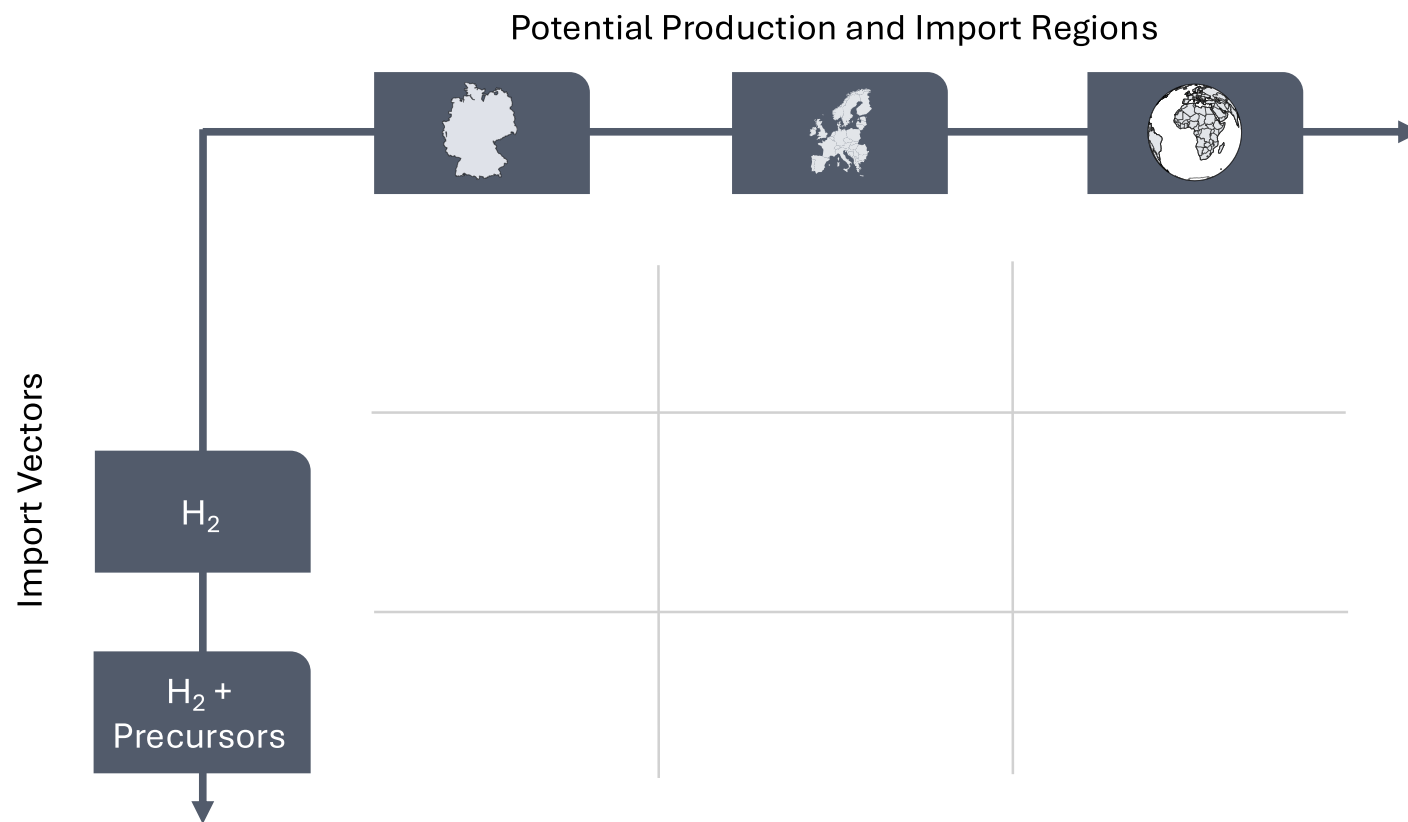 Potential Production and Import Regions
Import Vectors
H₂
H₂ +
Precursors